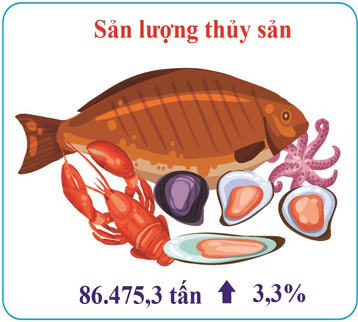 Sản lượng thủy sản
86.475,3 tấn ⬆ 3,3%